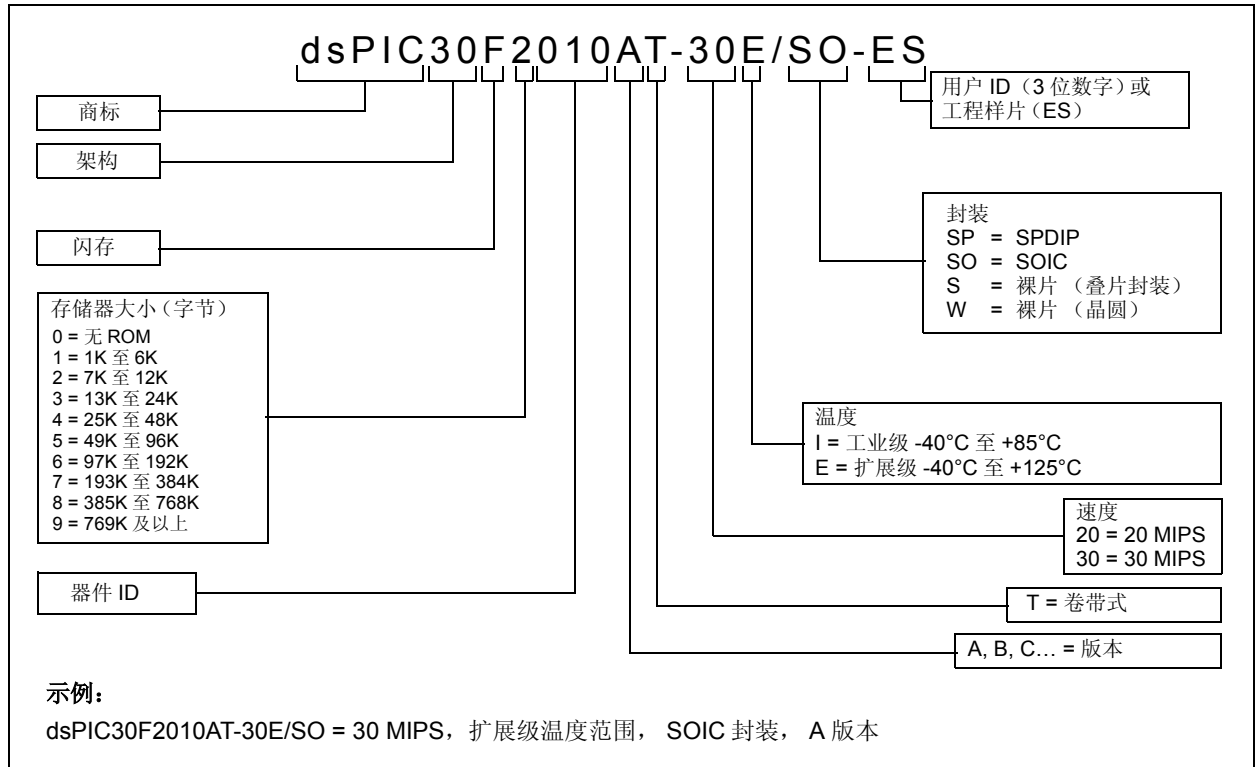 dsPIC30F2010AT-30E/SO-ES
用户 ID（3 位数字）或
工程样片（ES）
商标
架构
闪存
封装
SP = SPDIP
SO = SOIC
S = 裸片 （叠片封装）
W = 裸片 （晶圆）
存储器大小（字节）
0 = 无 ROM
1 = 1K 至 6K
2 = 7K 至 12K
3 = 13K 至 24K
4 = 25K 至 48K
5 = 49K 至 96K
6 = 97K 至 192K
7 = 193K 至 384K
8 = 385K 至 768K
9 = 769K 及以上
温度
I = 工业级 -40°C 至 +85°C
E = 扩展级 -40°C 至 +125°C
速度
20 = 20 MIPS
30 = 30 MIPS
器件 ID
T = 卷带式
A, B, C… = 版本
示例：
dsPIC30F2010AT-30E/SO = 30 MIPS，扩展级温度范围， SOIC 封装， A 版本